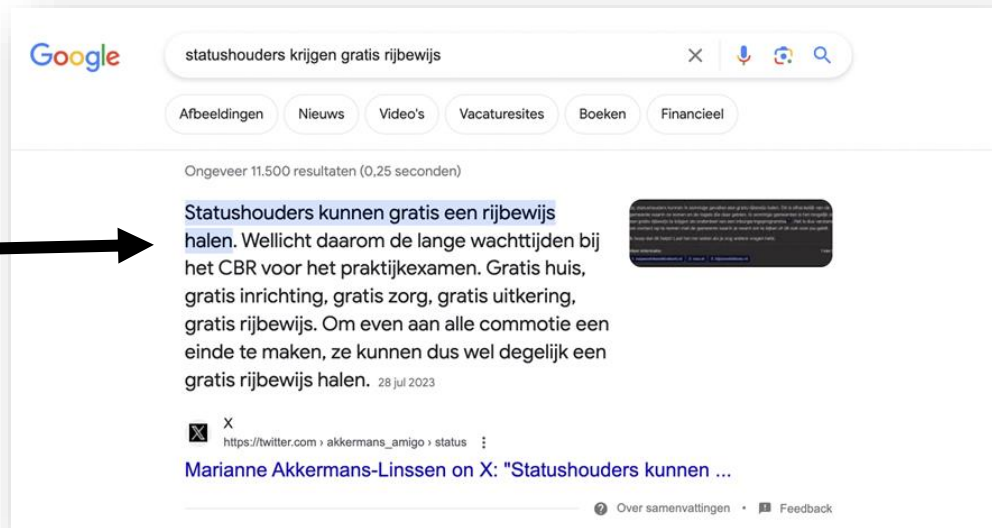 Google
statushouders krijgen gratis rijbewijs
Afbeeldingen Nieuws Video's Vacaturesites Boeken Financieel
Ongeveer 11.500 resultaten (0,25 seconden)
Statushouders kunnen gratis een rijbewijs
halen. Wellicht daarom de lange wachttijden bij
het CBR voor het praktijkexamen. Gratis huis,
gratis inrichting, gratis zorg, gratis uitkering,
gratis rijbewijs. Om even aan alle commotie een
einde te maken, ze kunnen dus wel degelijk een
gratis rijbewijs halen. 28 jul 2023
X
https://twitter.com › akkermans_amigo › status
Marianne Akkermans-Linssen on X: "Statushouders kunnen ...
Over samenvattingen • Feedback